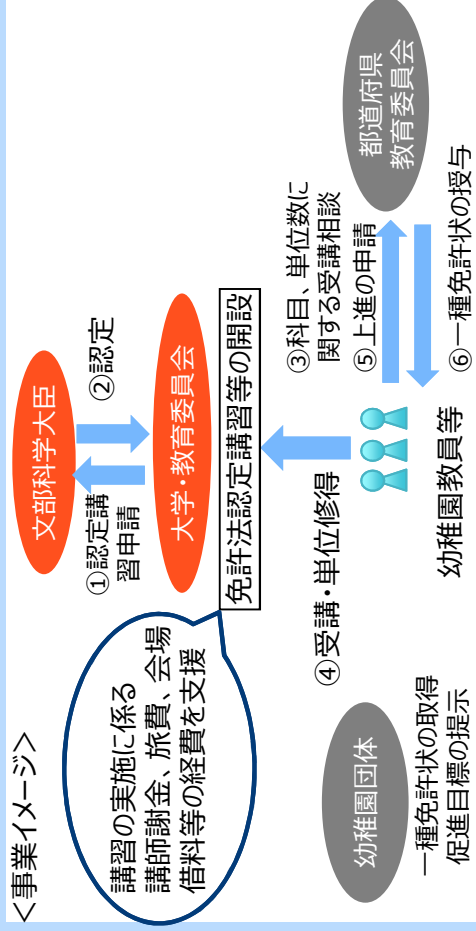 ＜事業イメージ＞
講習の実施に係る
講師謝金、旅費、会場
借料等の経費を支援
文部科学大臣
①認定講
習申請
②認定
大学・教育委員会
免許法認定講習等の開設
③科目、単位数に
関する受講相談
⑤上進の申請
都道府県
教育委員会
④受講・単位修得
⑥一種免許状の授与
幼稚園教員等
幼稚園団体
一種免許状の取得
促進目標の提示